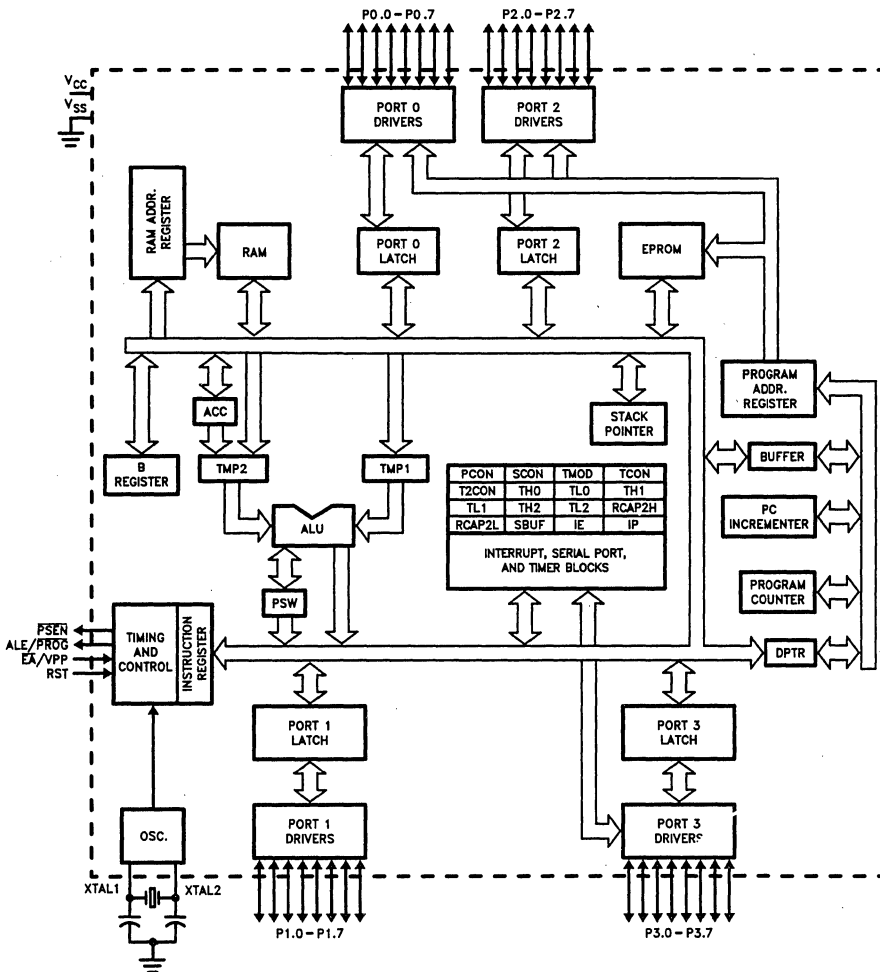 P0.0-P0.7
P2.0-P2.7
VCC
VSS
PORT 0
DRIVERS
PORT 2
DRIVERS
RAM ADDR.
REGISTER
RAM
PORT 0
LATCH
PORT 2
LATCH
EPROM
PROGRAM
ADDR.
REGISTER
ACC
STACK
POINTER
B
REGISTER
TMP2
TMP1
BUFFER
PCON SCON TMOD TCON
T2CON TH0 TL0 TH1
TL1 TH2 TL2 RCAP2H
RCAP2L SBUF IE IP
INTERRUPT, SERIAL PORT,
AND TIMER BLOCKS
PC
INCREMENTER
ALU
PSW
PROGRAM
COUNTER
PSEN
ALE/PROG
EA/VPP
RST
TIMING
AND
CONTROL
INSTRUCTION
REGISTER
DPTR
PORT 1
LATCH
PORT 3
LATCH
OSC.
PORT 1
DRIVERS
PORT 3
DRIVERS
XTAL1
XTAL2
P1.0-P1.7
P3.0-P3.7